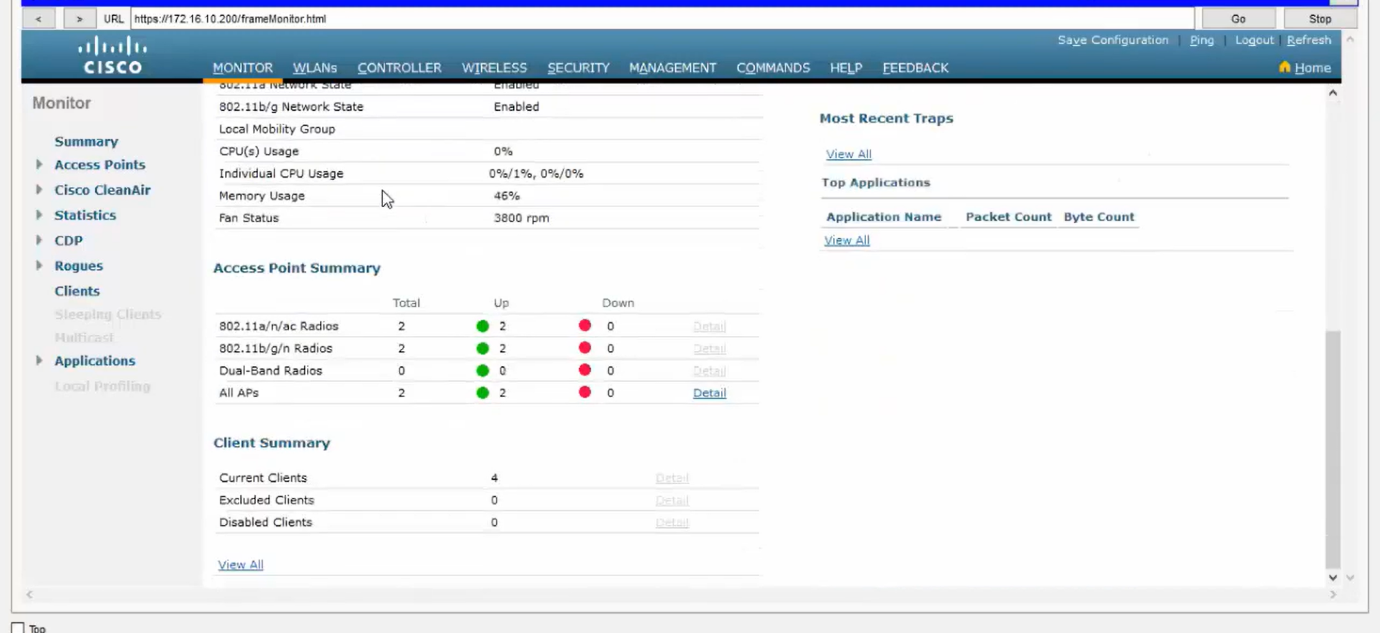 < > URL https://172.16.10.200/frameMonitor.html Go Stop
Save Configuration | Ping | Logout | Refresh
CISCO
MONITOR WLANs CONTROLLER WIRELESS SECURITY MANAGEMENT COMMANDS HELP FEEDBACK Home
Monitor
Summary
Access Points
Cisco CleanAir
Statistics
CDP
Rogues
Clients
Sleeping Clients
Multicast
Applications
Local Profiling
802.11a Network State Enabled
802.11b/g Network State Enabled
Local Mobility Group
CPU(s) Usage 0%
Individual CPU Usage 0%/1%, 0%/0%
Memory Usage 46%
Fan Status 3800 rpm
Access Point Summary
Total Up Down
802.11a/n/ac Radios 2 2 0 Detail
802.11b/g/n Radios 2 2 0 Detail
Dual-Band Radios 0 0 0 Detail
All APs 2 2 0 Detail
Client Summary
Current Clients 4 Detail
Excluded Clients 0 Detail
Disabled Clients 0 Detail
View All
Most Recent Traps
View All
Top Applications
Application Name Packet Count Byte Count
View All
Top